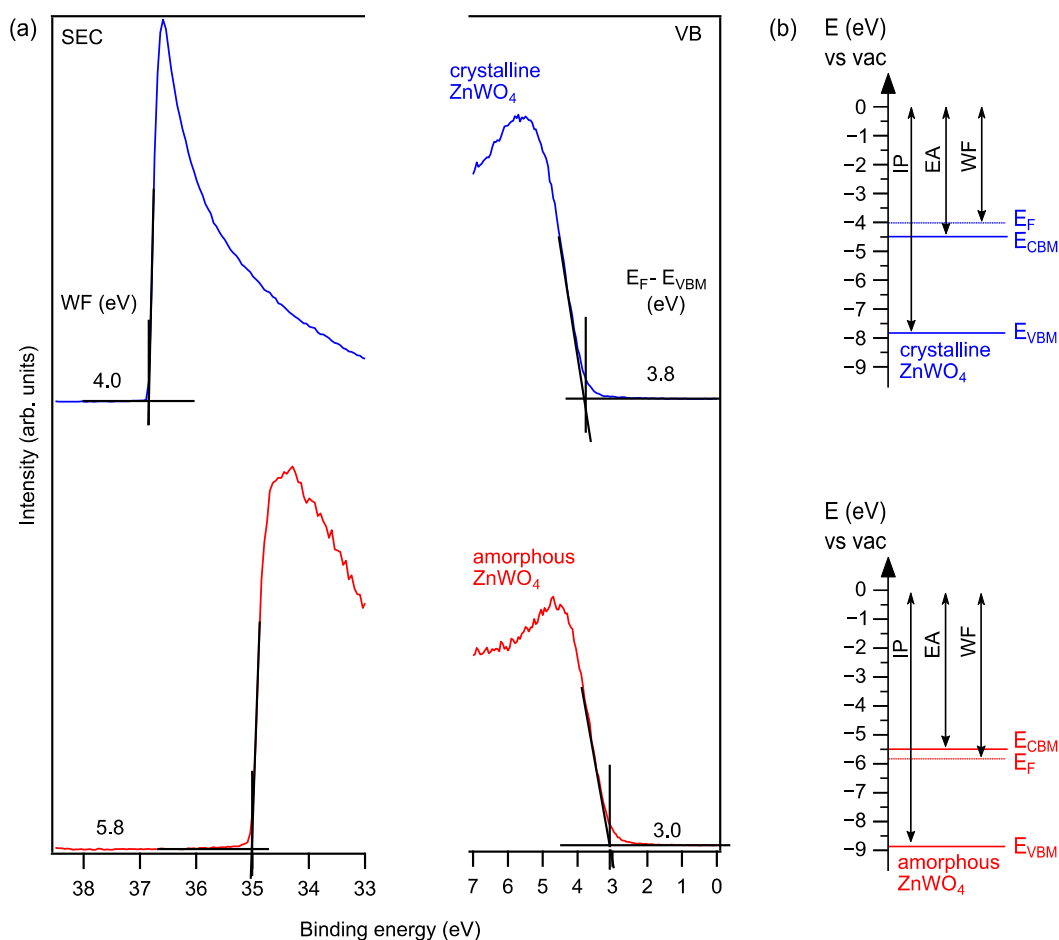 (a)
SEC
VB
crystalline
ZnWO4
WF (eV)
EF - EVBM
(eV)
4.0
3.8
amorphous
ZnWO4
5.8
3.0
Intensity (arb. units)
38 37 36 35 34 33
7 6 5 4 3 2 1 0
Binding energy (eV)
(b)
E (eV)
vs vac
0
−1
−2
−3
−4
−5
−6
−7
−8
−9
IP
EA
WF
EF
ECBM
EVBM
crystalline
ZnWO4
E (eV)
vs vac
0
−1
−2
−3
−4
−5
−6
−7
−8
−9
IP
EA
WF
ECBM
EF
EVBM
amorphous
ZnWO4